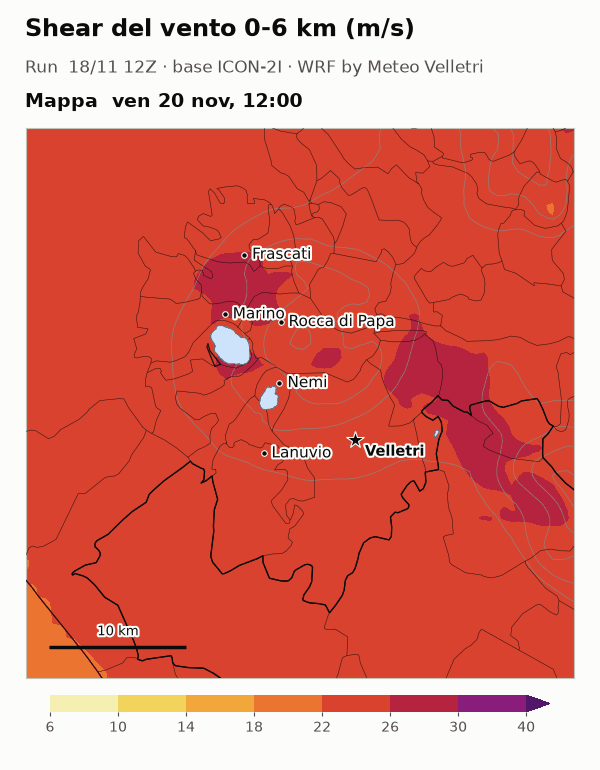 Shear del vento 0-6 km (m/s)
Run  18/11 12Z · base ICON-2I · WRF by Meteo Velletri
Mappa  ven 20 nov, 12:00
Frascati
Marino
Rocca di Papa
Nemi
Velletri
Lanuvio
10 km
6 10 14 18 22 26 30 40